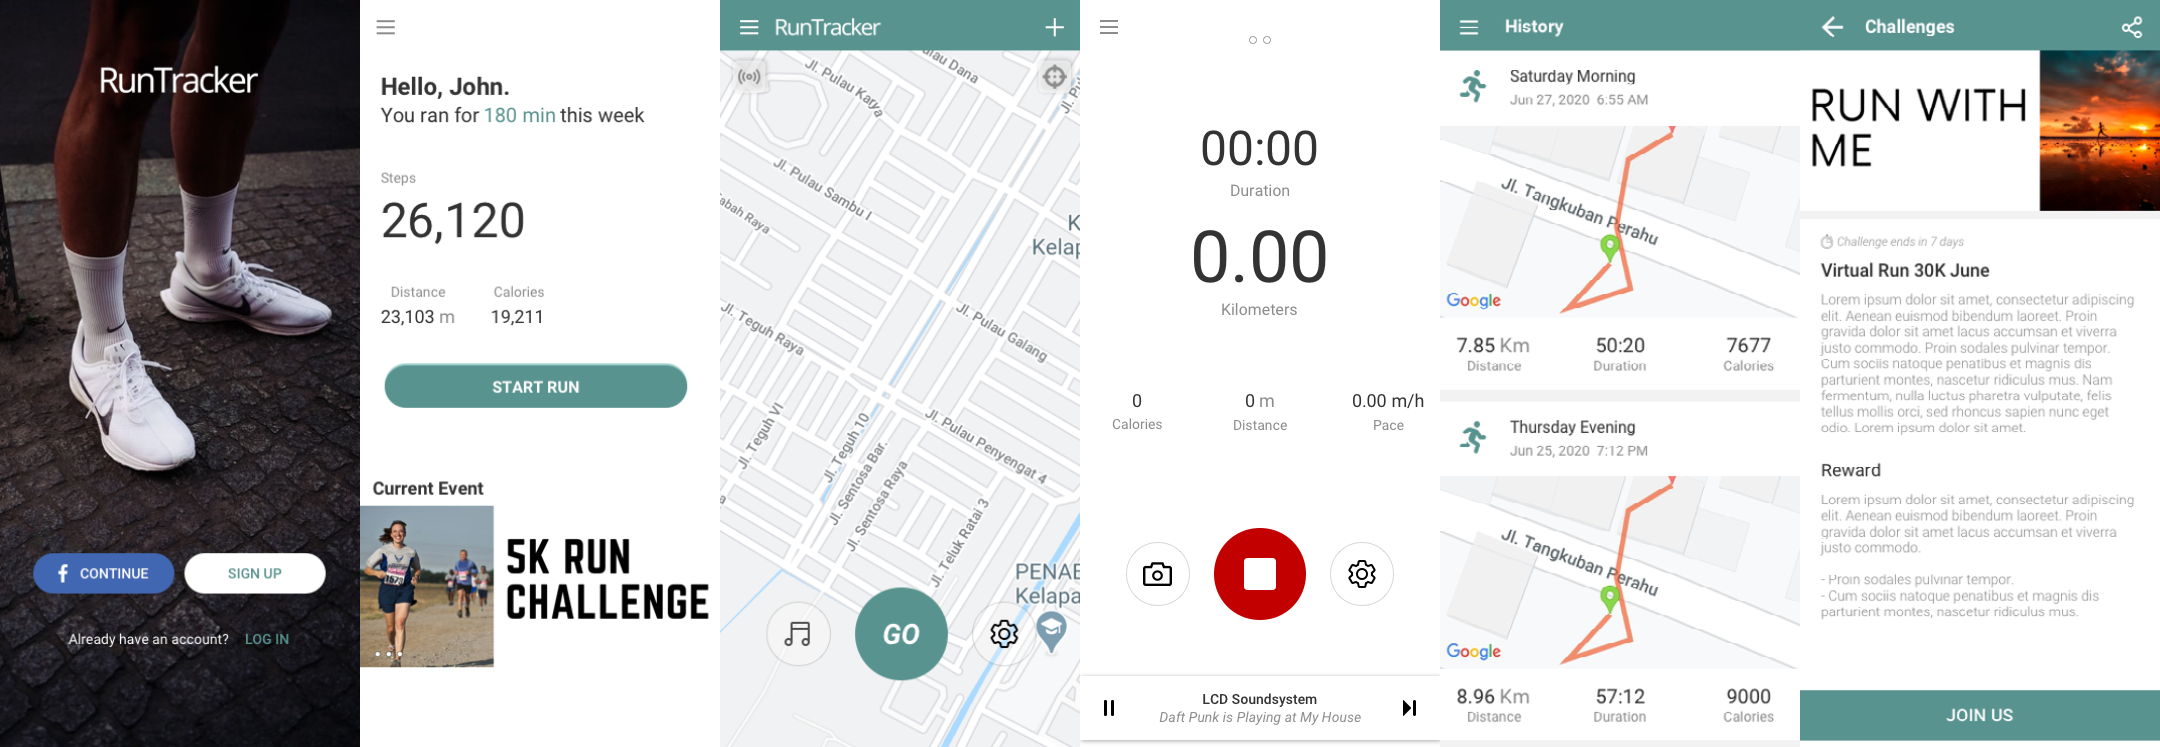 RunTracker
CONTINUE
SIGN UP
Already have an account? LOG IN
Hello, John.
You ran for 180 min this week
Steps
26,120
Distance
Calories
23,103 m
19,211
START RUN
Current Event
5K RUN
CHALLENGE
RunTracker
Jl. Pulau Karya
Jl. Pulau Sambu I
Jl. Teguh Raya
Jl. Pulau Galang
Jl. Teguh VI
Jl. Teguh 10
Jl. Sentosa Bar.
Jl. Sentosa Raya
Jl. Pulau Penyengat 4
Jl. Teluk Ratai 3
GO
00:00
Duration
0.00
Kilometers
0
Calories
0 m
Distance
0.00 m/h
Pace
LCD Soundsystem
Daft Punk is Playing at My House
History
Saturday Morning
Jun 27, 2020 6:55 AM
Jl. Tangkuban Perahu
Google
7.85 Km
Distance
50:20
Duration
7677
Calories
Thursday Evening
Jun 25, 2020 7:12 PM
Jl. Tangkuban Perahu
Google
8.96 Km
Distance
57:12
Duration
9000
Calories
Challenges
RUN WITH
ME
Challenge ends in 7 days
Virtual Run 30K June
Lorem ipsum dolor sit amet, consectetur adipiscing
elit. Aenean euismod bibendum laoreet. Proin
gravida dolor sit amet lacus accumsan et viverra
justo commodo. Proin sodales pulvinar tempor.
Cum sociis natoque penatibus et magnis dis
parturient montes, nascetur ridiculus mus. Nam
fermentum, nulla luctus pharetra vulputate, felis
tellus mollis orci, sed rhoncus sapien nunc eget
odio. Lorem ipsum dolor sit amet.
Reward
Lorem ipsum dolor sit amet, consectetur adipiscing
elit. Aenean euismod bibendum laoreet. Proin
gravida dolor sit amet lacus accumsan et viverra
justo commodo.
- Proin sodales pulvinar tempor.
- Cum sociis natoque penatibus et magnis dis
parturient montes, nascetur ridiculus mus.
JOIN US